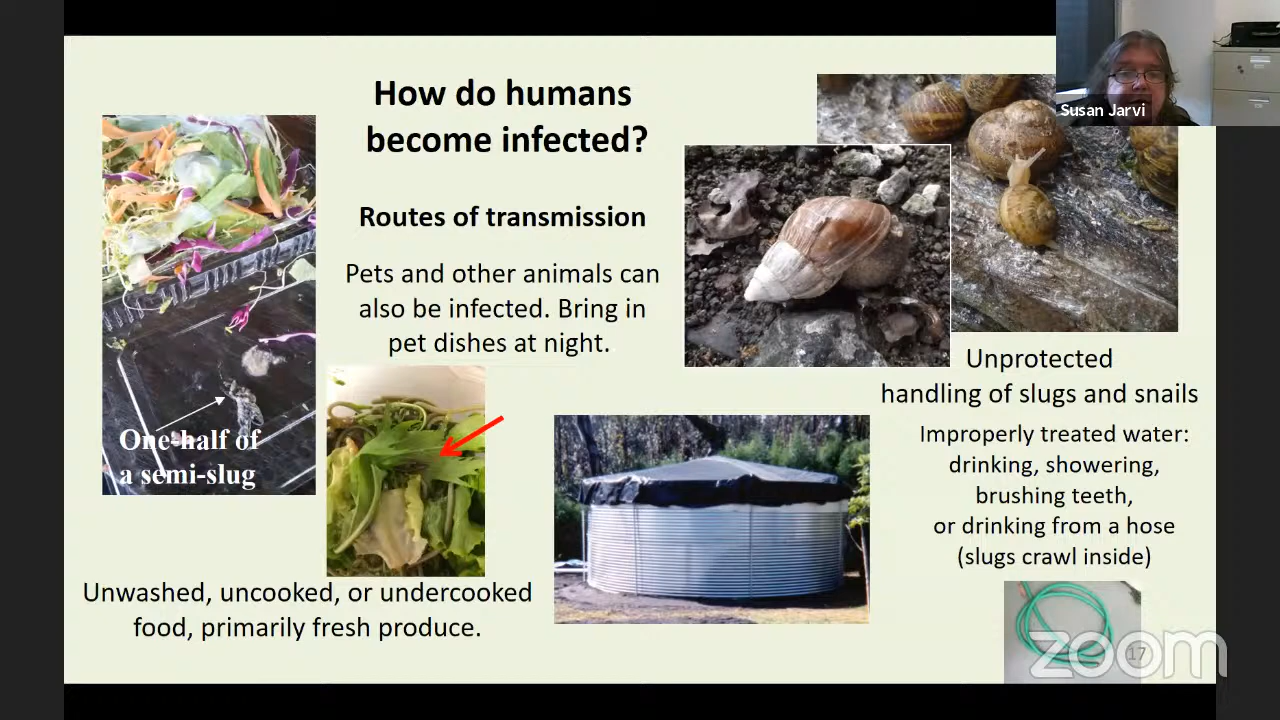 How do humans
become infected?
Susan Jarvi
Routes of transmission
Pets and other animals can
also be infected. Bring in
pet dishes at night.
One-half of
a semi-slug
Unwashed, uncooked, or undercooked
food, primarily fresh produce.
Unprotected
handling of slugs and snails
Improperly treated water:
drinking, showering,
brushing teeth,
or drinking from a hose
(slugs crawl inside)
17
zoom